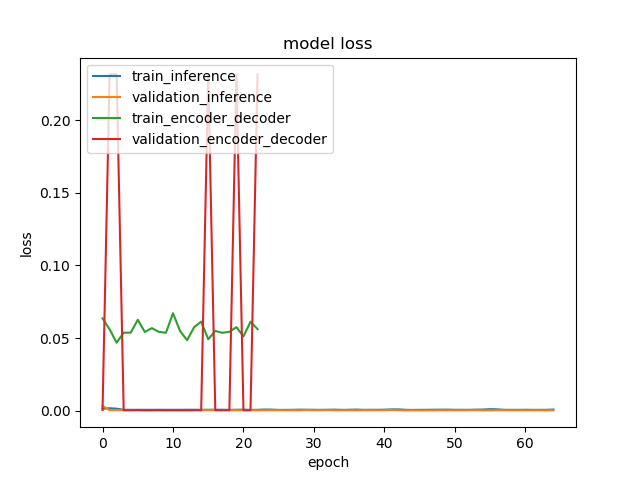 model loss
train_inference
validation_inference
train_encoder_decoder
validation_encoder_decoder
0.20
0.15
0.10
0.05
0.00
loss
0 10 20 30 40 50 60
epoch